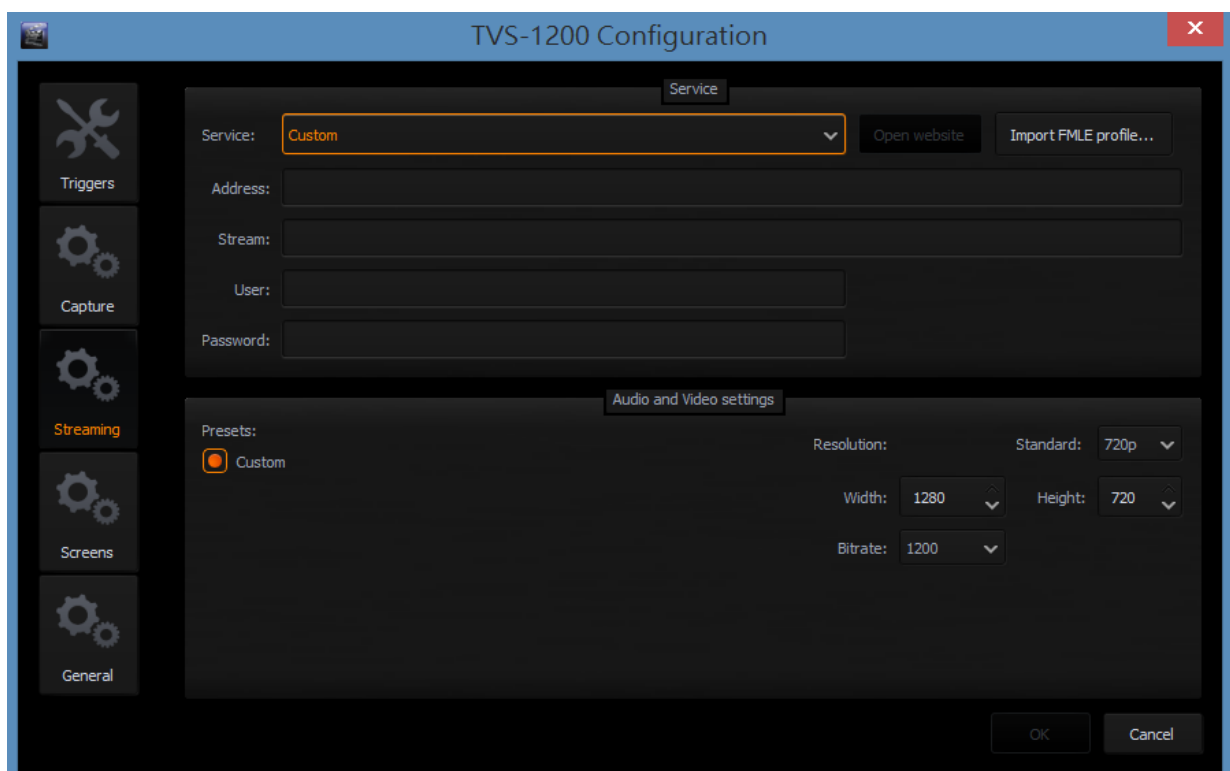 TVS-1200 Configuration
Service
Service: Custom Open website Import FMLE profile...
Address:
Stream:
User:
Password:
Triggers
Capture
Streaming
Screens
General
Audio and Video settings
Presets:
Custom
Resolution: Standard: 720p
Width: 1280 Height: 720
Bitrate: 1200
OK Cancel